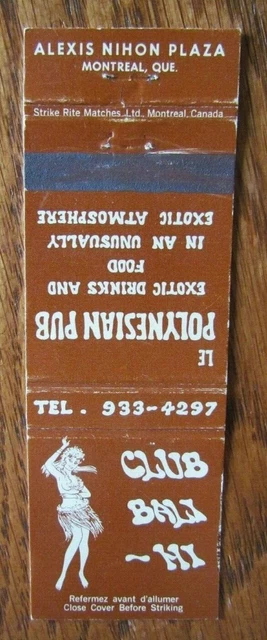 ALEXIS NIHON PLAZA
MONTREAL, QUE.
Strike Rite Matches Ltd., Montreal, Canada
LE
POLYNESIAN PUB
EXOTIC DRINKS AND
FOOD
IN AN UNUSUALLY
EXOTIC ATMOSPHERE
TEL. 933-4297
CLUB
BALI
-HI
Refermez avant d'allumer
Close Cover Before Striking